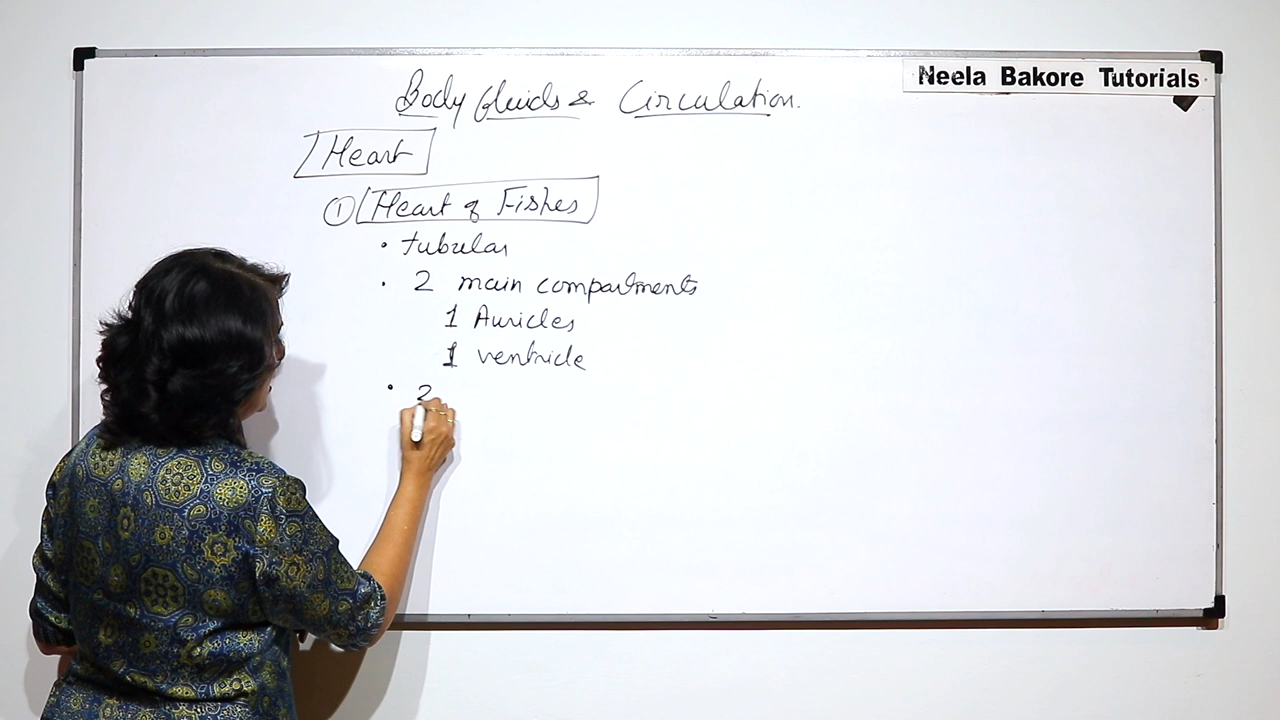 Neela Bakore Tutorials
Body fluids & Circulation.
Heart
① Heart of Fishes
• tubular
• 2 main compartments
1 Auricles
1 ventricle
• 2